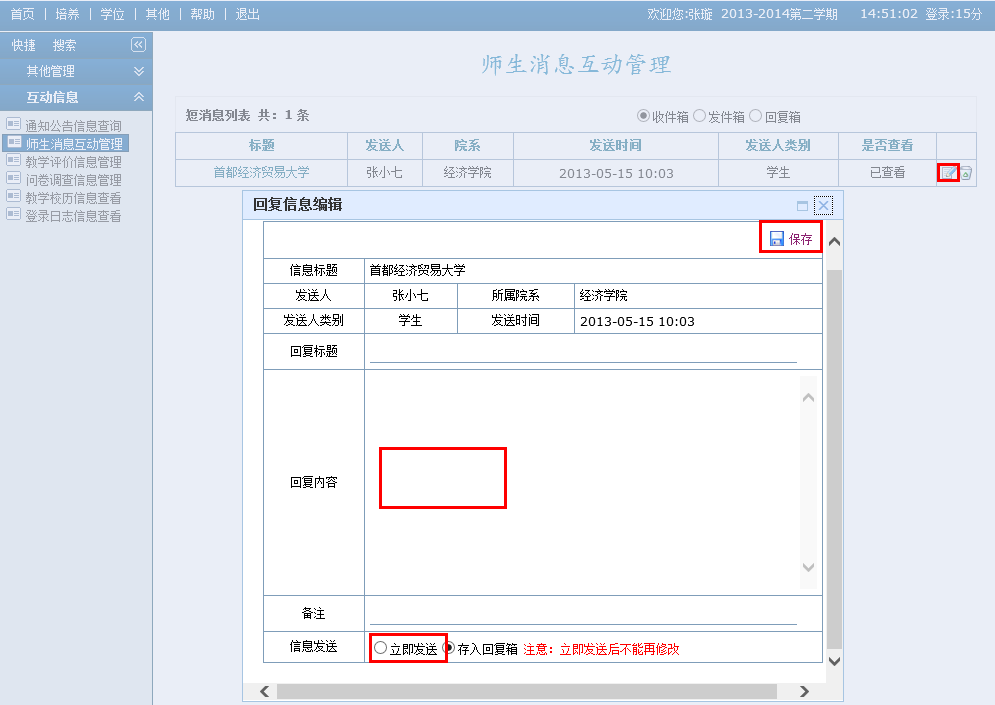 首页 | 培养 | 学位 | 其他 | 帮助 | 退出 欢迎您:张璇 2013-2014第二学期 14:51:02 登录:15分
快捷 搜索
其他管理
互动信息
通知公告信息查询
师生消息互动管理
教学评价信息管理
问卷调查信息管理
教学校历信息查看
登录日志信息查看
师生消息互动管理
短消息列表 共：1 条 收件箱 发件箱 回复箱
标题 发送人 院系 发送时间 发送人类别 是否查看
首都经济贸易大学 张小七 经济学院 2013-05-15 10:03 学生 已查看
回复信息编辑
保存
信息标题 首都经济贸易大学
发送人 张小七 所属院系 经济学院
发送人类别 学生 发送时间 2013-05-15 10:03
回复标题
回复内容
备注
信息发送 立即发送 存入回复箱 注意：立即发送后不能再修改